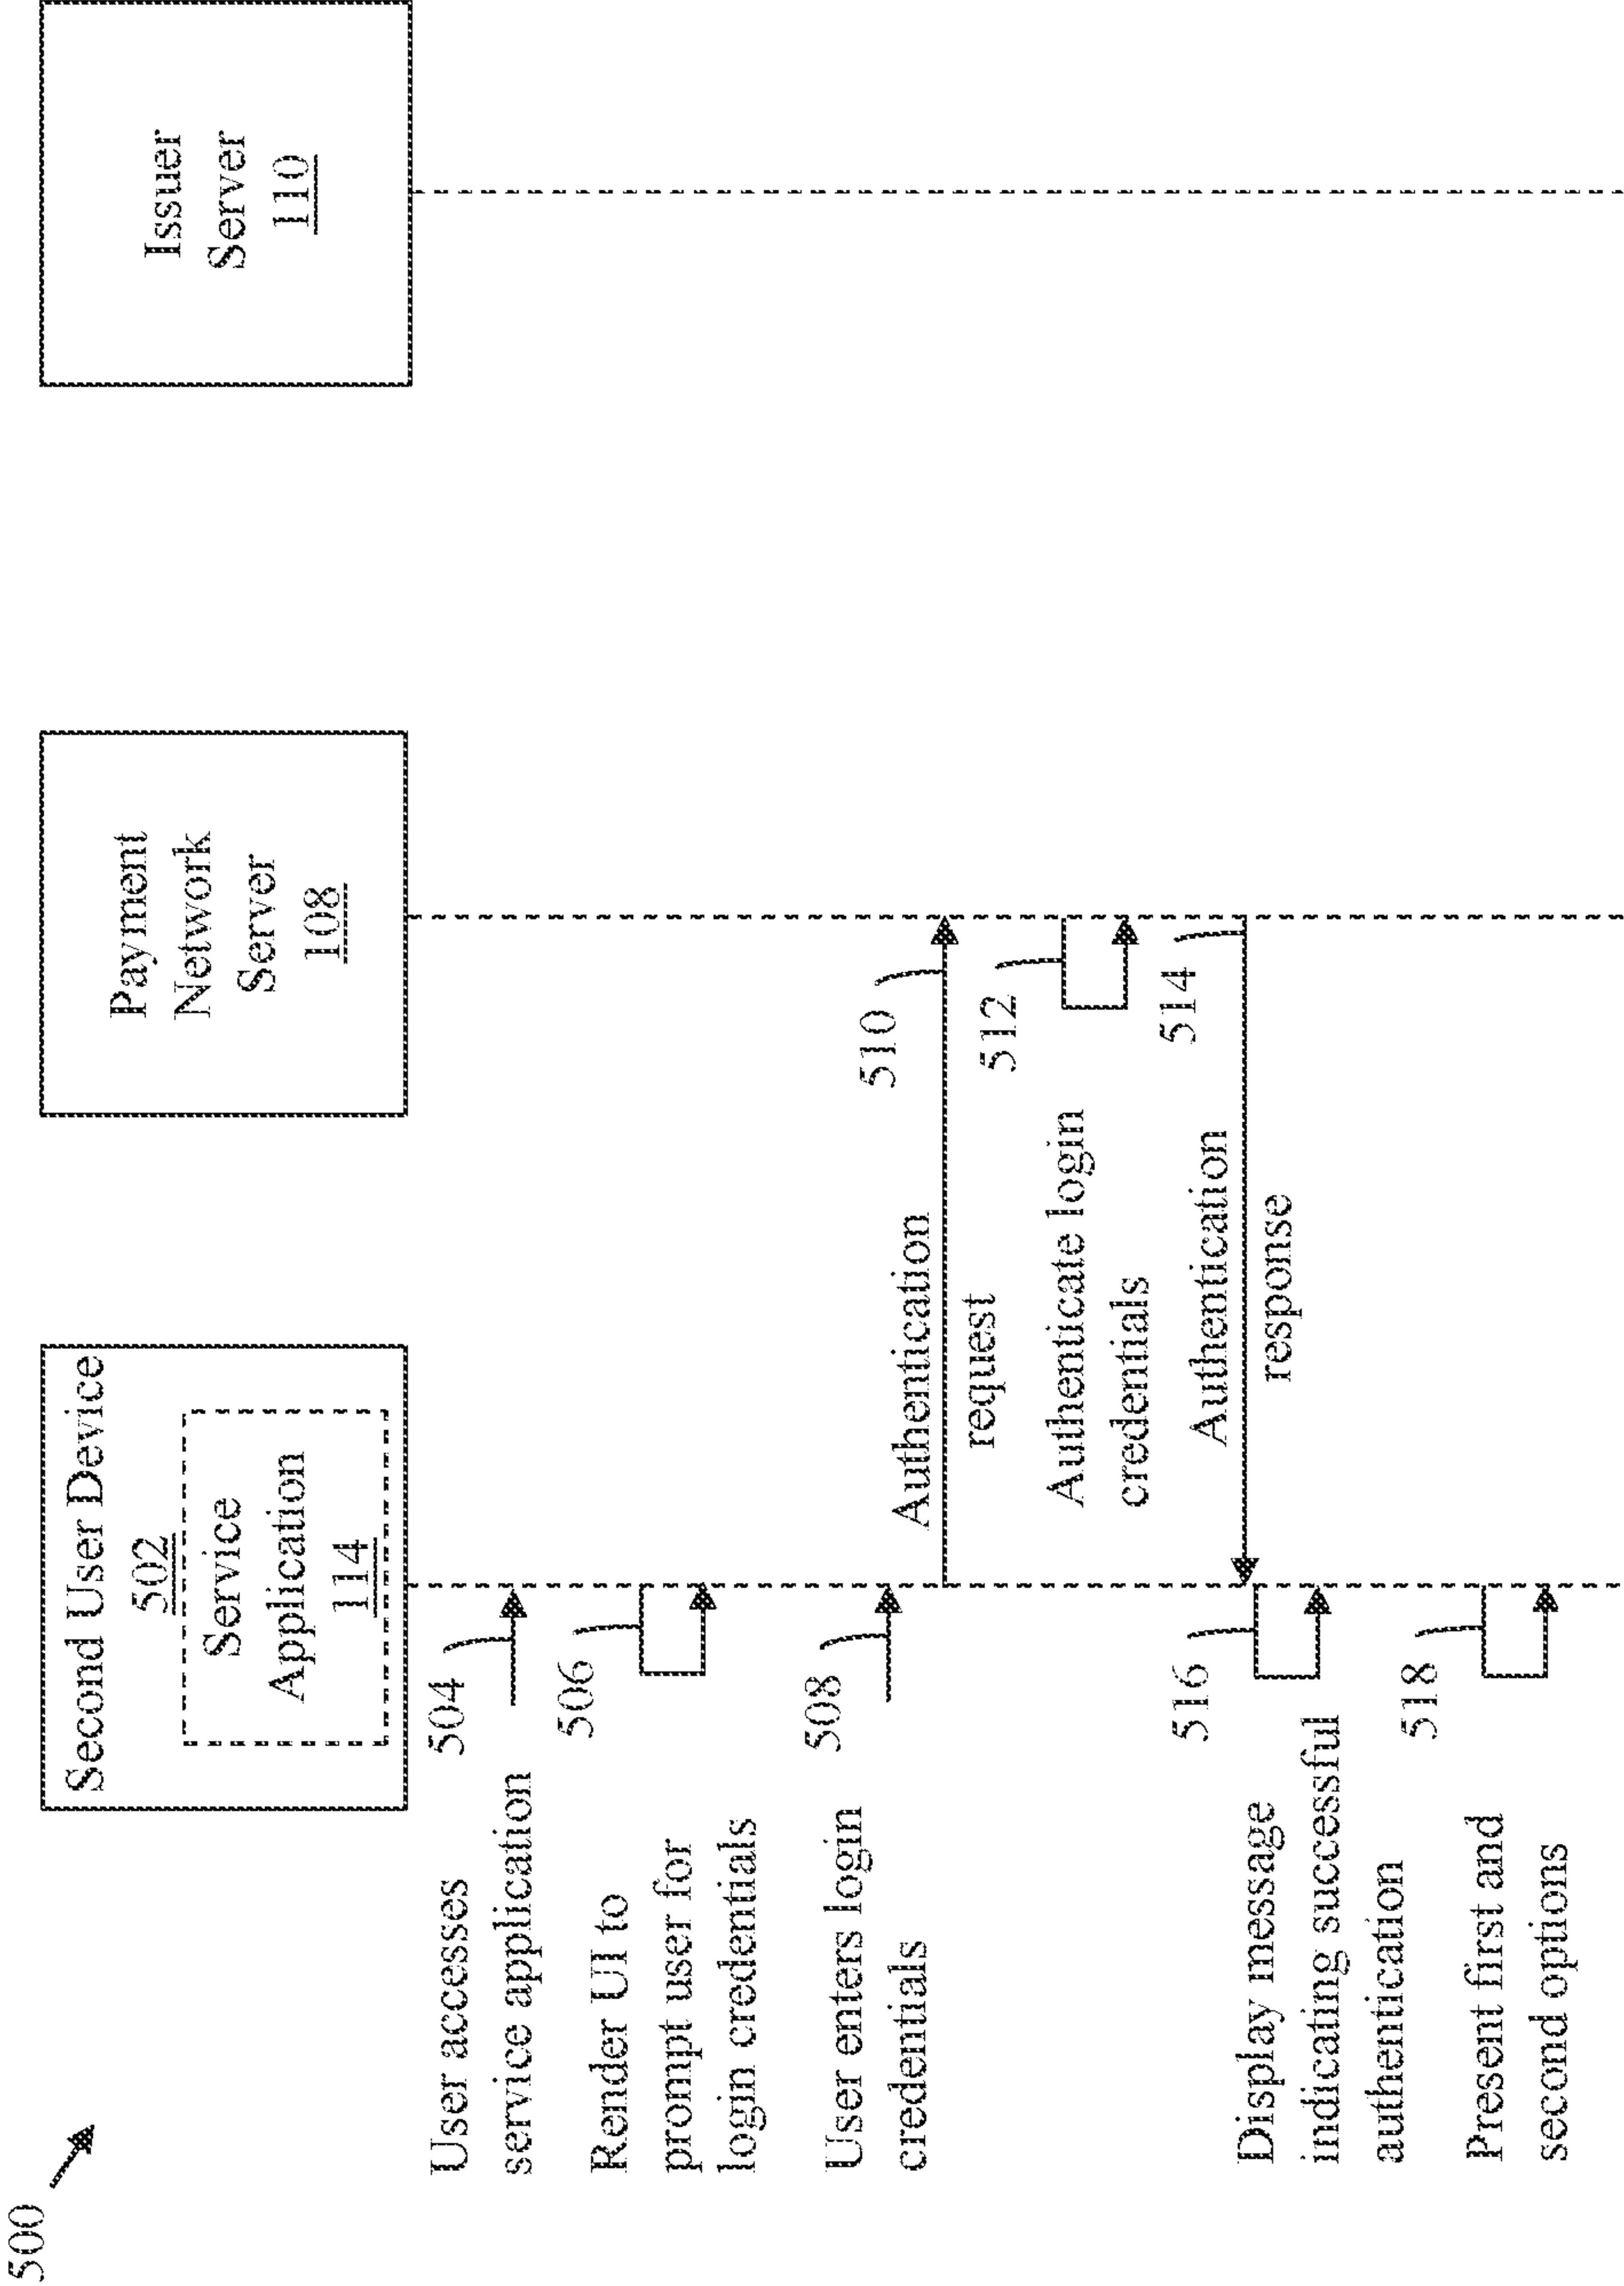 500
Second User Device
502
Service
Application
114
Payment
Network
Server
108
Issuer
Server
110
User accesses
service application
504
Render UI to
prompt user for
login credentials
506
User enters login
credentials
508
Authentication
request
510
Authenticate login
credentials
512
Authentication
response
514
Display message
indicating successful
authentication
516
Present first and
second options
518